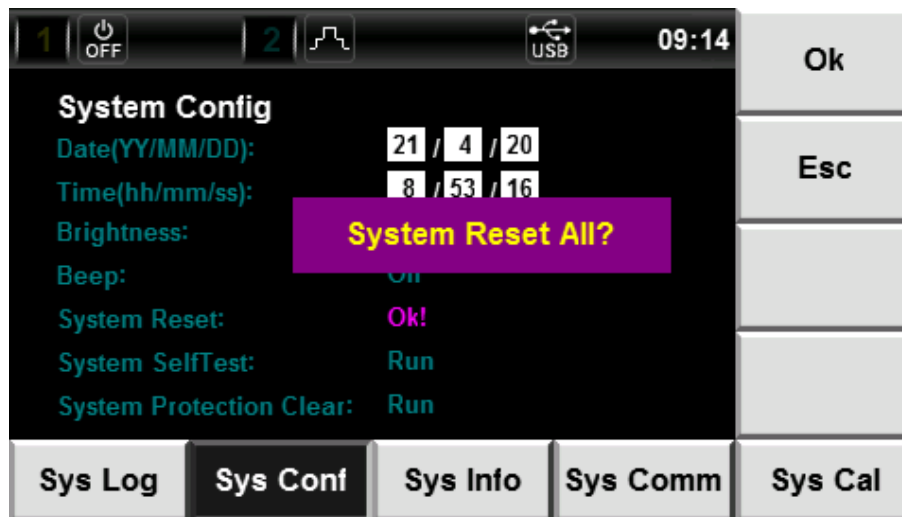 1 OFF 2 USB 09:14
Ok
System Config
Date(YY/MM/DD): 21 / 4 / 20
Esc
Time(hh/mm/ss): 8 / 53 / 16
Brightness:
System Reset All?
Beep: On
System Reset: Ok!
System SelfTest: Run
System Protection Clear: Run
Sys Log Sys Conf Sys Info Sys Comm Sys Cal